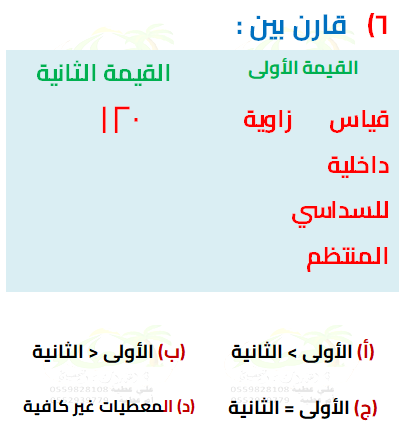 ٦) قارن بين :
القيمة الأولى
القيمة الثانية
قياس زاوية
١٢٠
داخلية
للسداسي
المنتظم
(أ) الأولى > الثانية
(ب) الأولى < الثانية
(ج) الأولى = الثانية
(د) المعطيات غير كافية